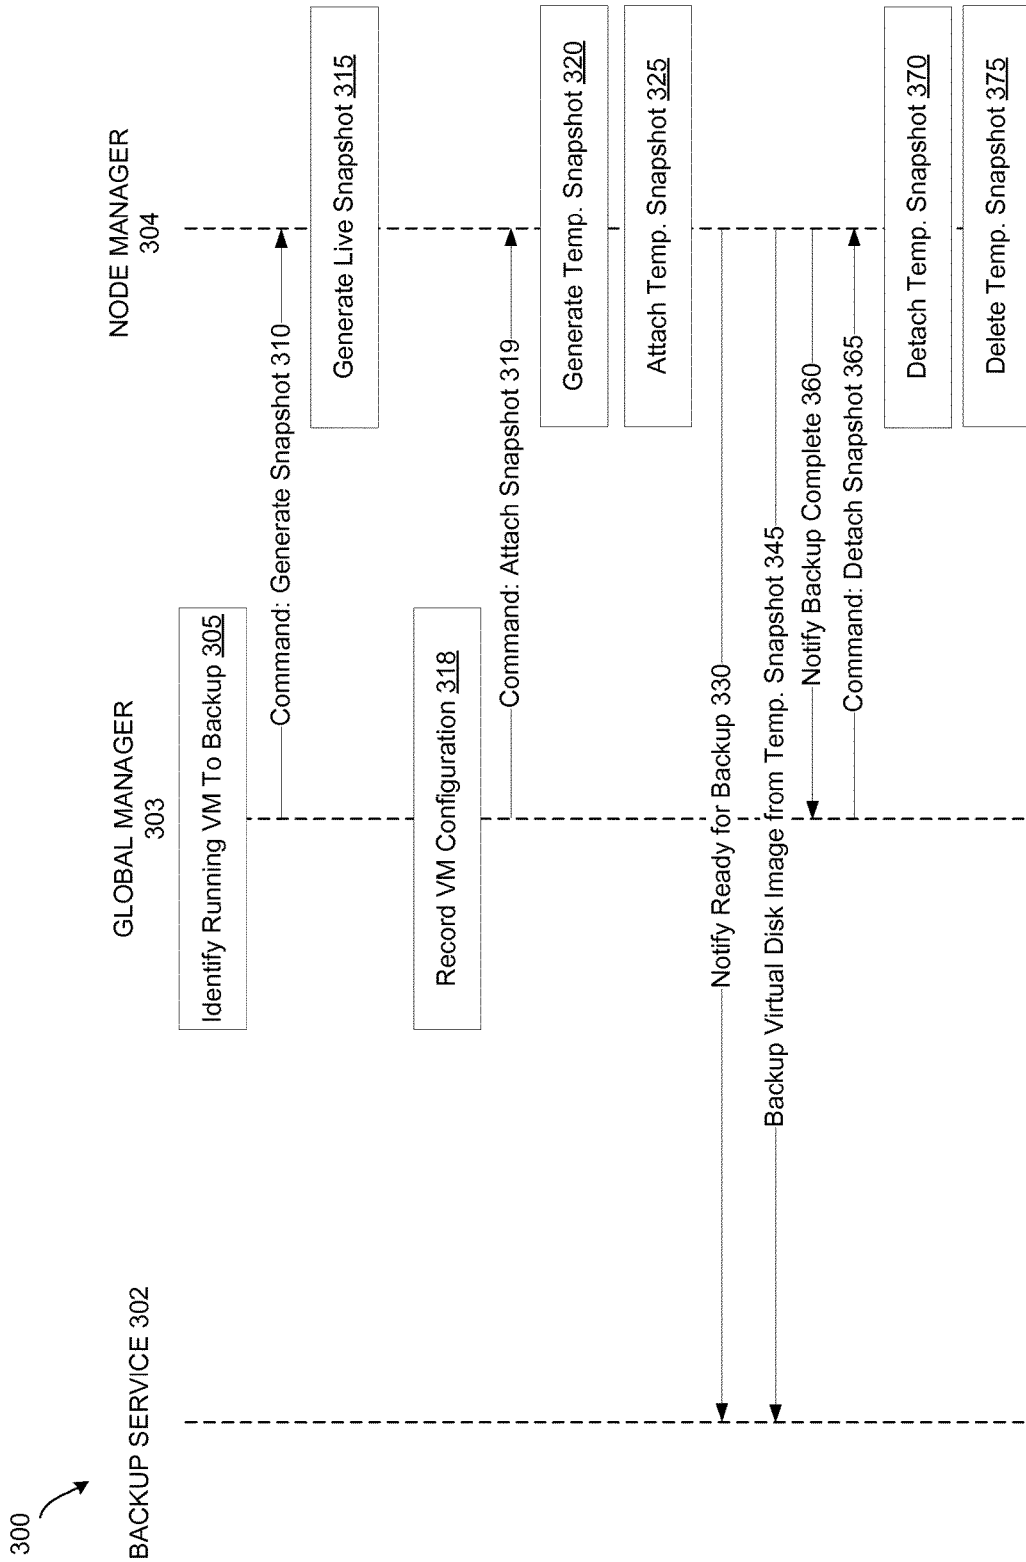 300
BACKUP SERVICE 302
GLOBAL MANAGER
303
NODE MANAGER
304
Identify Running VM To Backup 305
Command: Generate Snapshot 310
Generate Live Snapshot 315
Record VM Configuration 318
Command: Attach Snapshot 319
Generate Temp. Snapshot 320
Attach Temp. Snapshot 325
Notify Ready for Backup 330
Backup Virtual Disk Image from Temp. Snapshot 345
Notify Backup Complete 360
Command: Detach Snapshot 365
Detach Temp. Snapshot 370
Delete Temp. Snapshot 375